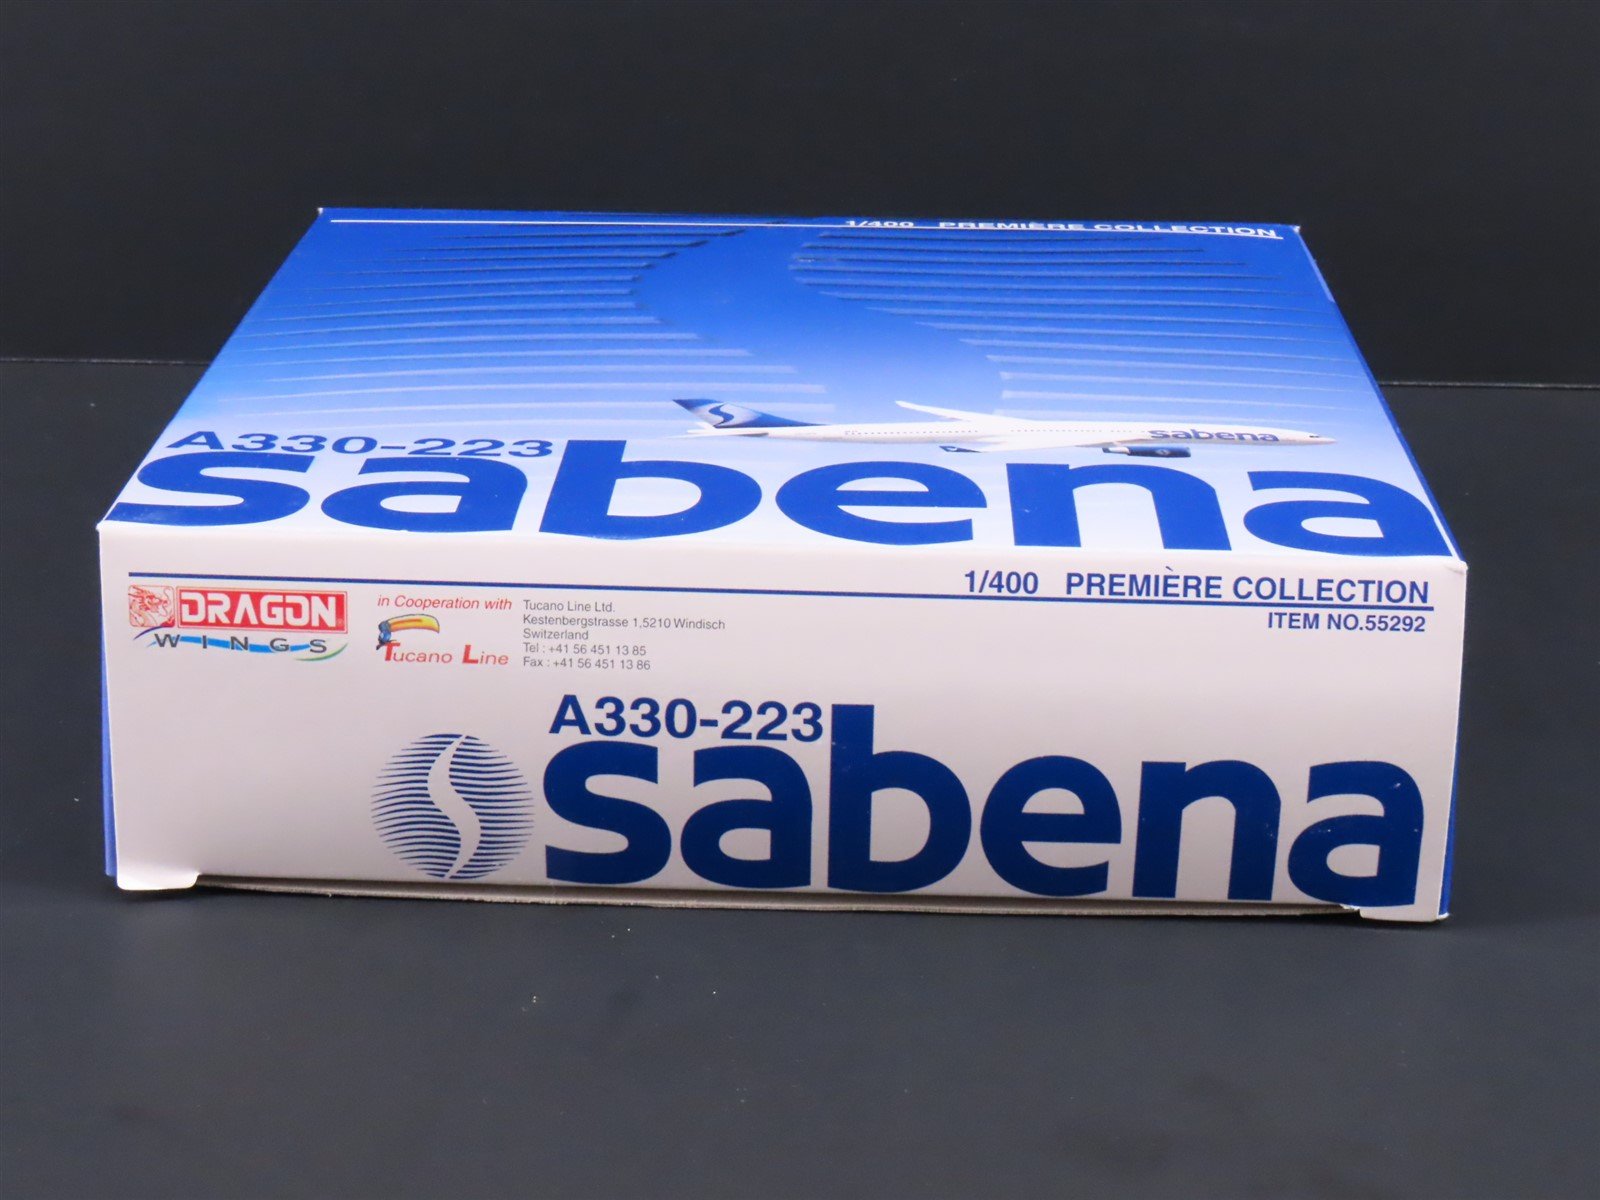 1/400 PREMIÈRE COLLECTION
sabena
A330-223
sabena
1/400 PREMIÈRE COLLECTION
ITEM NO.55292
DRAGON
WINGS
in Cooperation with
Tucano Line
Tucano Line Ltd.
Kestenbergstrasse 1,5210 Windisch
Switzerland
Tel : +41 56 451 13 85
Fax : +41 56 451 13 86
A330-223
sabena